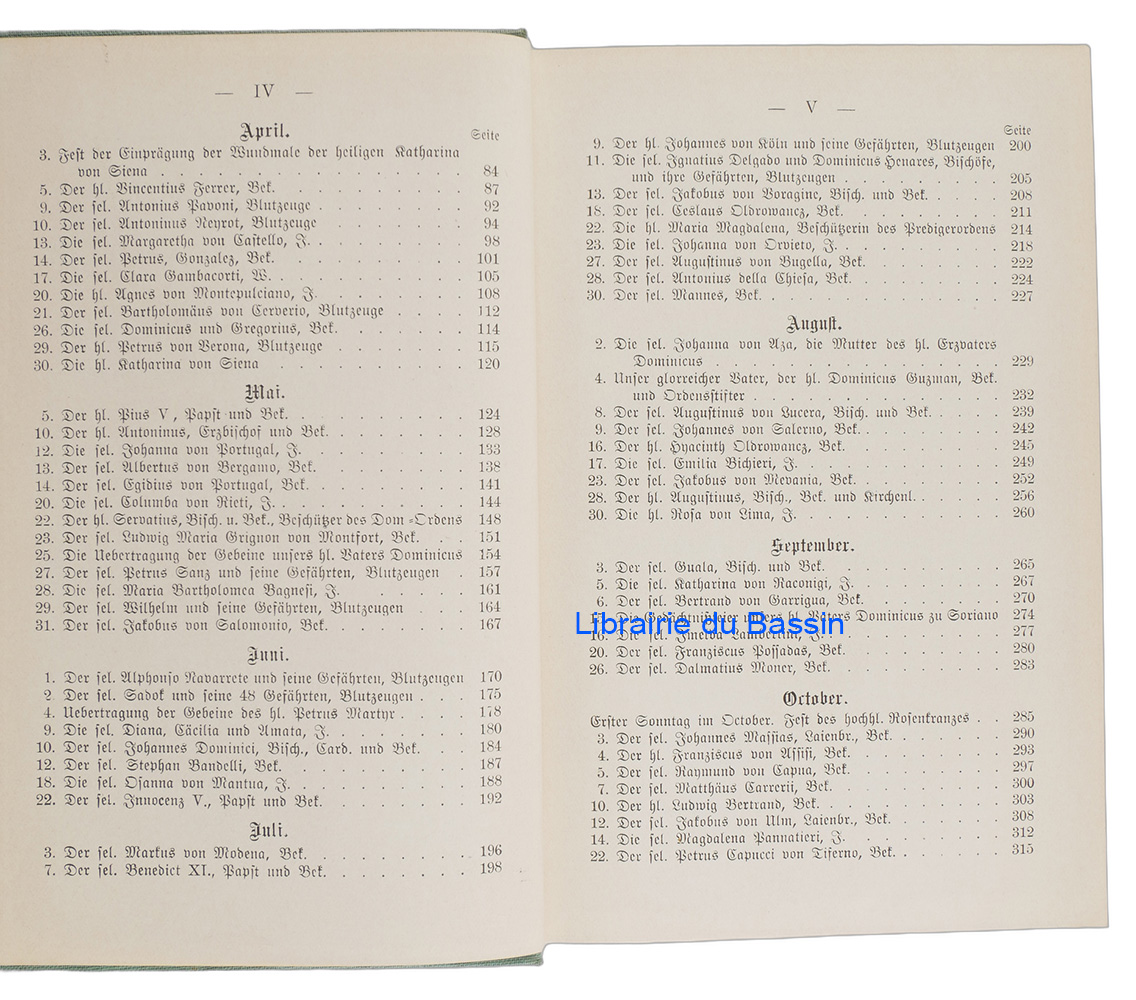 — IV —
April.
Seite
3. Fest der Einprägung der Wundmale der heiligen Katharina
von Siena . . . . . . . . . . . . . . . . 84
5. Der hl. Vincentius Ferrer, Bek. . . . . . . . . . 87
9. Der sel. Antonius Pavoni, Blutzeuge . . . . . . . . 92
10. Der sel. Antoninus Neyrot, Blutzeuge . . . . . . . 94
13. Die sel. Margaretha von Castello, J. . . . . . . . . 98
14. Der sel. Petrus, Gonzalez, Bek. . . . . . . . . . 101
17. Die sel. Clara Gambacorti, W. . . . . . . . . . . 105
20. Die hl. Agnes von Montepulciano, J. . . . . . . . 108
21. Der sel. Bartholomäus von Cerverio, Blutzeuge . . . . 112
26. Die sel. Dominicus und Gregorius, Bek. . . . . . . 114
29. Der hl. Petrus von Verona, Blutzeuge . . . . . . . 115
30. Die hl. Katharina von Siena . . . . . . . . . . 120
Mai.
5. Der hl. Pius V , Papst und Bek. . . . . . . . . . 124
10. Der hl. Antoninus, Erzbischof und Bek. . . . . . . . 128
12. Die sel. Johanna von Portugal, J. . . . . . . . . 133
13. Der sel. Albertus von Bergamo, Bek. . . . . . . . 138
14. Der sel. Egidius von Portugal, Bek. . . . . . . . . 141
20. Die sel. Columba von Rieti, J. . . . . . . . . . . 144
22. Der hl. Servatius, Bisch. u. Bek., Beschützer des Dom =Ordens 148
23. Der sel. Ludwig Maria Grignon von Montfort, Bek. . . 151
25. Die Uebertragung der Gebeine unsers hl. Vaters Dominicus 154
27. Der sel. Petrus Sanz und seine Gefährten, Blutzeugen . 157
28. Die sel. Maria Bartholomea Bagnesi, J. . . . . . . 161
29. Der sel. Wilhelm und seine Gefährten, Blutzeugen . . . 164
31. Der sel. Jakobus von Salomonio, Bek. . . . . . . . 167
Juni.
1. Der sel. Alphonso Navarrete und seine Gefährten, Blutzeugen 170
2. Der sel. Sadok und seine 48 Gefährten, Blutzeugen . . . 175
4. Uebertragung der Gebeine des hl. Petrus Martyr . . . . 178
9. Die sel. Diana, Cäcilia und Amata, J. . . . . . . . 180
10. Der sel. Johannes Dominici, Bisch., Card. und Bek. . . 184
12. Der sel. Stephan Bandelli, Bek. . . . . . . . . . 187
18. Die sel. Osanna von Mantua, J. . . . . . . . . . 188
22. Der sel. Innocenz V., Papst und Bek. . . . . . . . 192
Juli.
3. Der sel. Markus von Modena, Bek. . . . . . . . . 196
7. Der sel. Benedict XI., Papst und Bek. . . . . . . . 198
— V —
Seite
9. Der hl. Johannes von Köln und seine Gefährten, Blutzeugen 200
11. Die sel. Ignatius Delgado und Dominicus Henares, Bischöfe,
und ihre Gefährten, Blutzeugen . . . . . . . . . 205
13. Der sel. Jakobus von Voragine, Bisch. und Bek. . . . . 208
18. Der sel. Ceslaus Oldrowancz, Bek. . . . . . . . . 211
22. Die hl. Maria Magdalena, Beschützerin des Predigerordens 214
23. Die sel. Johanna von Orvieto, J. . . . . . . . . . 218
27. Der sel. Augustinus von Bugella, Bek. . . . . . . . 222
28. Der sel. Antonius della Chiesa, Bek. . . . . . . . . 224
30. Der sel. Mannes, Bek. . . . . . . . . . . . . 227
August.
2. Die sel. Johanna von Aza, die Mutter des hl. Erzvaters
Dominicus . . . . . . . . . . . . . . . 229
4. Unser glorreicher Vater, der hl. Dominicus Guzman, Bek.
und Ordensstifter . . . . . . . . . . . . . 232
8. Der sel. Augustinus von Lucera, Bisch. und Bek. . . . . 239
9. Der sel. Johannes von Salerno, Bek. . . . . . . . . 242
16. Der hl. Hyacinth Oldrowancz, Bek. . . . . . . . . 245
17. Die sel. Emilia Bichieri, J. . . . . . . . . . . . 249
23. Der sel. Jakobus von Mevania, Bek. . . . . . . . . 252
28. Der hl. Augustinus, Bisch., Bek. und Kirchenl. . . . . . 256
30. Die hl. Rosa von Lima, J. . . . . . . . . . . . 260
September.
3. Der sel. Guala, Bisch. und Bek. . . . . . . . . . 265
5. Die sel. Katharina von Raconigi, J. . . . . . . . . 267
6. Der sel. Bertrand von Garrigua, Bek. . . . . . . . 270
Die Gedächtnißfeier unsers hl. Vaters Dominicus zu Soriano 274
16. Die sel. Imelda Lambertini, J. . . . . . . . . . 277
20. Der sel. Franziscus Possadas, Bek. . . . . . . . . 280
26. Der sel. Dalmatius Moner, Bek. . . . . . . . . . 283
October.
Erster Sonntag im October. Fest des hochhl. Rosenkranzes . . 285
3. Der sel. Johannes Massias, Laienbr., Bek. . . . . . . 290
4. Der hl. Franziscus von Assisi, Bek. . . . . . . . . 293
5. Der sel. Raymund von Capua, Bek. . . . . . . . . 297
7. Der sel. Matthäus Carrerii, Bek. . . . . . . . . . 300
10. Der hl. Ludwig Bertrand, Bek. . . . . . . . . . . 303
12. Der sel. Jakobus von Ulm, Laienbr., Bek. . . . . . . 308
14. Die sel. Magdalena Pannatieri, J. . . . . . . . . 312
22. Der sel. Petrus Capucci von Tiferno, Bek. . . . . . . 315
Librairie du Bassin